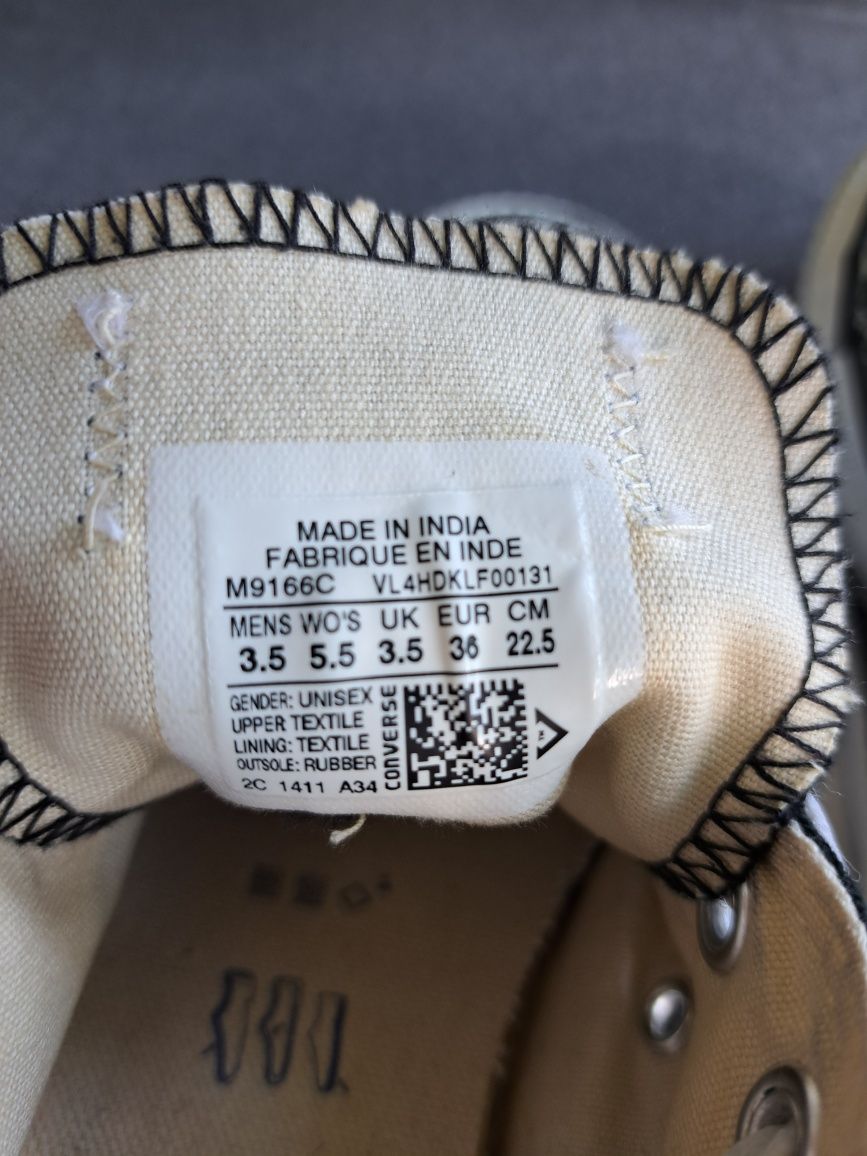 MADE IN INDIA
FABRIQUE EN INDE
M9166C VL4HDKLF00131
MENS WO'S UK EUR CM
3.5 5.5 3.5 36 22.5
GENDER: UNISEX
UPPER TEXTILE
LINING: TEXTILE
OUTSOLE: RUBBER
2C 1411 A34
CONVERSE